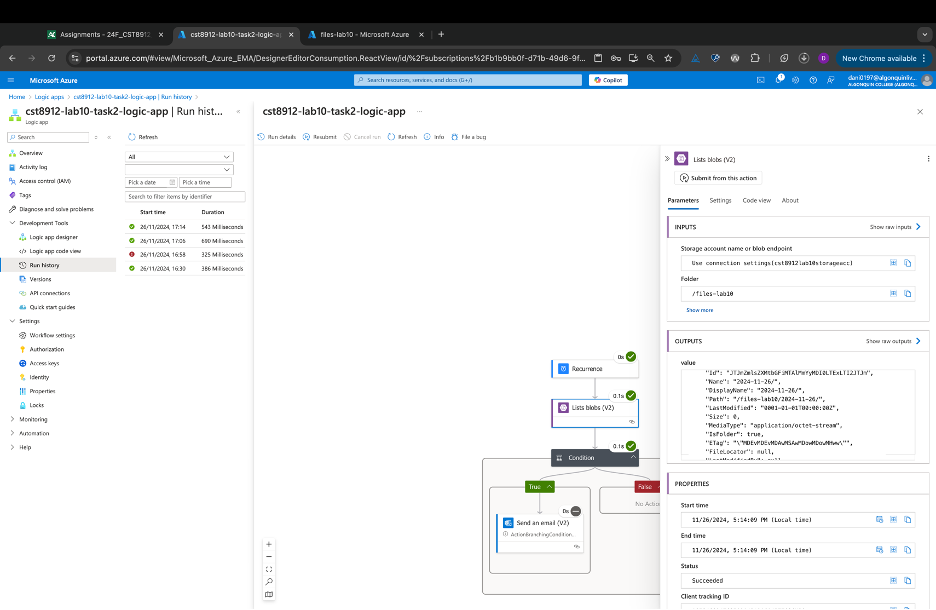 Assignments - 24F_CST8912
cst8912-lab10-task2-logic-a
files-lab10 - Microsoft Azure
portal.azure.com/#view/Microsoft_Azure_EMA/DesignerEditorConsumption.ReactView/id/%2Fsubscriptions%2Fb1b9bb0f-d71b-49d6-9f...
New Chrome available
Microsoft Azure
Search resources, services, and docs (G+/)
Copilot
1
dani0197@algonquinliv...
ALGONQUIN COLLEGE (ALGONQ...
Home > Logic apps > cst8912-lab10-task2-logic-app | Run history >
cst8912-lab10-task2-logic-app | Run hist...
Logic app
Search
Overview
Activity log
Access control (IAM)
Tags
Diagnose and solve problems
Development Tools
Logic app designer
Logic app code view
Run history
Versions
API connections
Quick start guides
Settings
Workflow settings
Authorization
Access keys
Identity
Properties
Locks
Monitoring
Automation
Help
Refresh
All
Pick a date
Pick a time
Search to filter items by identifier
Start time Duration
26/11/2024, 17:14 543 Milliseconds
26/11/2024, 17:06 690 Milliseconds
26/11/2024, 16:58 325 Milliseconds
26/11/2024, 16:30 386 Milliseconds
cst8912-lab10-task2-logic-app ...
Run details
Resubmit
Cancel run
Refresh
Info
File a bug
0s
Recurrence
0.1s
Lists blobs (V2)
0.1s
Condition
True
False
No Actio
0s
Send an email (V2)
ActionBranchingCondition...
Lists blobs (V2)
Submit from this action
Parameters Settings Code view About
INPUTS
Show raw inputs
Storage account name or blob endpoint
Use connection settings(cst8912lab10storageacc)
Folder
/files-lab10
Show more
OUTPUTS
Show raw outputs
value
"Name": "2024-11-26/",
"DisplayName": "2024-11-26/",
"Path": "/files-lab10/2024-11-26/",
"LastModified": "0001-01-01T00:00:00Z",
"Size": 0,
"MediaType": "application/octet-stream",
"IsFolder": true,
"FileLocator": null,
PROPERTIES
Start time
11/26/2024, 5:14:09 PM (Local time)
End time
11/26/2024, 5:14:09 PM (Local time)
Status
Succeeded
Client tracking ID